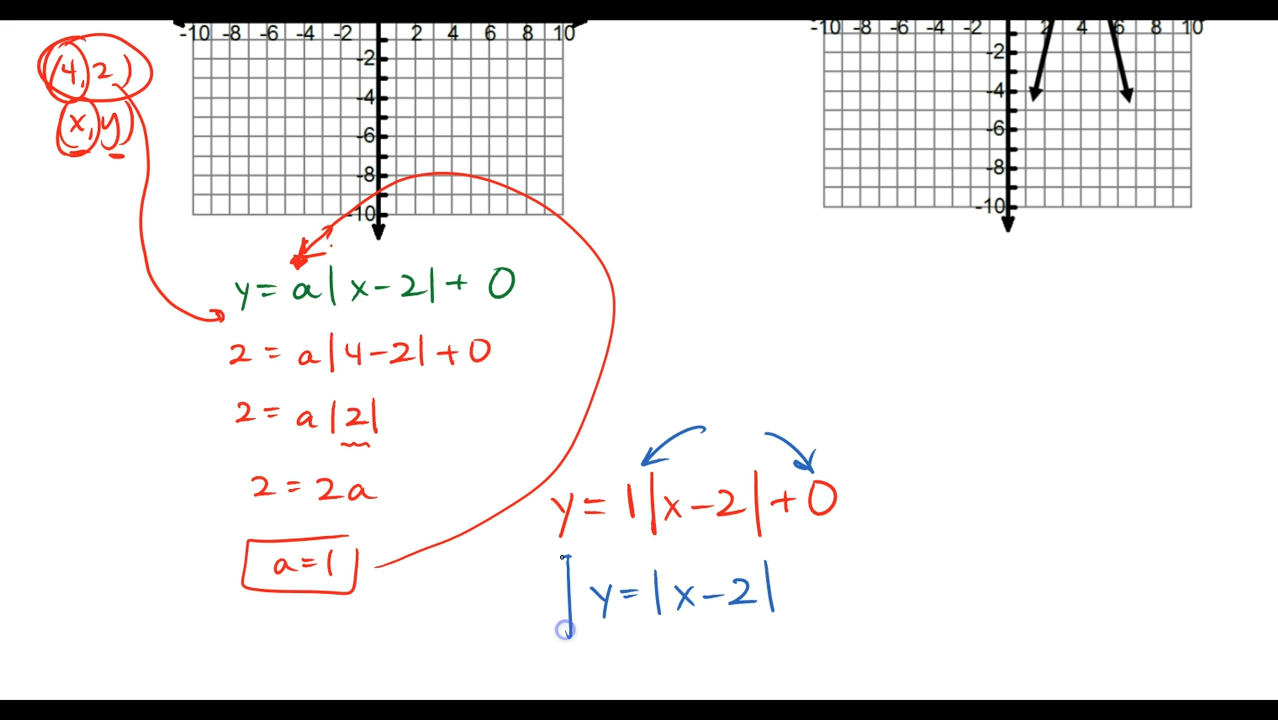 -10 -8 -6 -4 -2 2 4 6 8 10
-2
-4
-6
-8
-10
-10 -8 -6 -4 -2 2 4 6 8 10
-2
-4
-6
-8
-10
(4,2)
(x,y)
y = a|x-2| + 0
2 = a|4-2| + 0
2 = a|2|
2 = 2a
a = 1
y = 1|x-2| + 0
y = |x-2|